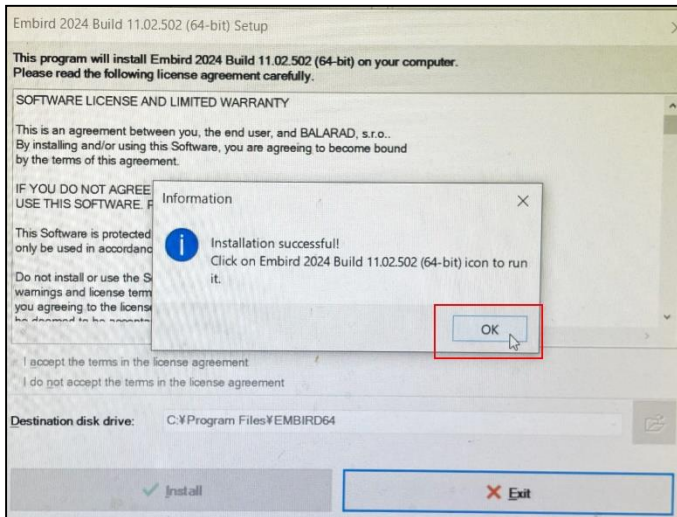 Embird 2024 Build 11.02.502 (64-bit) Setup
This program will install Embird 2024 Build 11.02.502 (64-bit) on your computer.
Please read the following license agreement carefully.
SOFTWARE LICENSE AND LIMITED WARRANTY
This is an agreement between you, the end user, and BALARAD, s.r.o..
By installing and/or using this Software, you are agreeing to become bound
by the terms of this agreement.
IF YOU DO NOT AGREE
USE THIS SOFTWARE.
This Software is protected
only be used in accordanc
Do not install or use the
warnings and license term
you agreeing to the license
Information
Installation successful!
Click on Embird 2024 Build 11.02.502 (64-bit) icon to run
it.
OK
I accept the terms in the license agreement
I do not accept the terms in the license agreement
Destination disk drive: C:¥Program Files¥EMBIRD64
Install
Exit